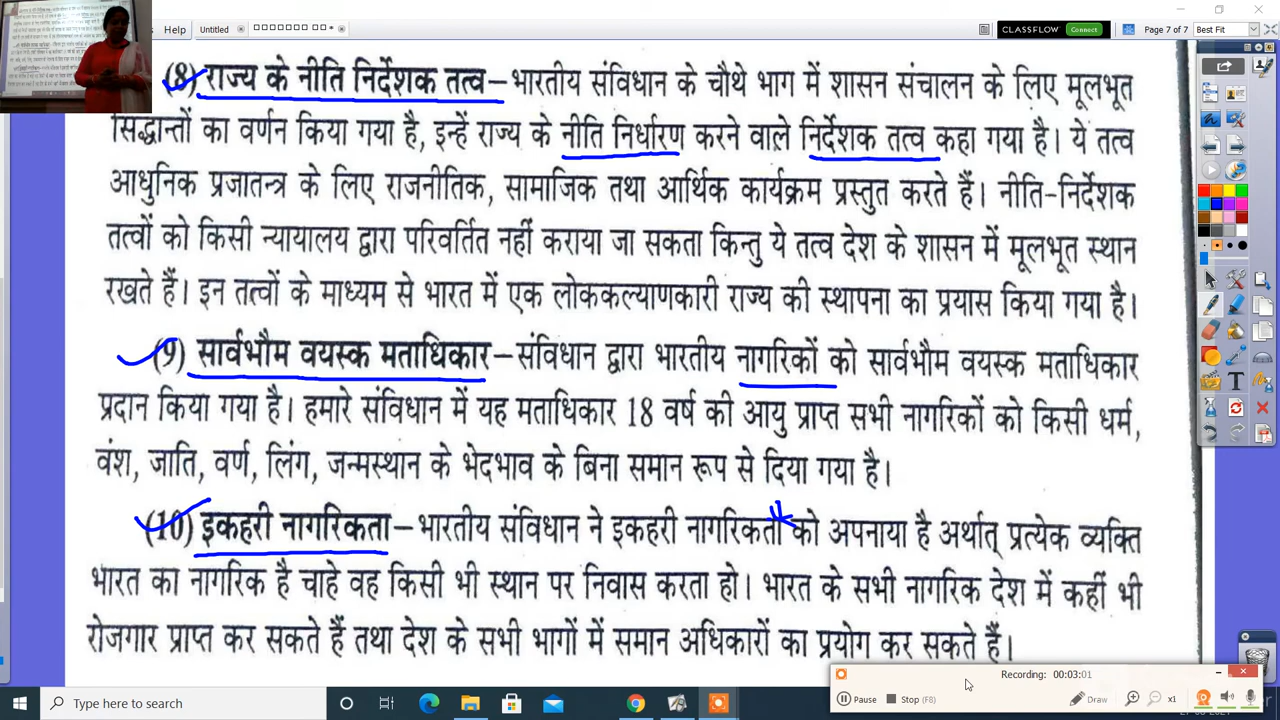 Help Untitled □□□□□□ □□ * CLASSFLOW Connect Page 7 of 7 Best Fit
(8) राज्य के नीति निर्देशक तत्व–भारतीय संविधान के चौथे भाग में शासन संचालन के लिए मूलभूत
सिद्धान्तों का वर्णन किया गया है, इन्हें राज्य के नीति निर्धारण करने वाले निर्देशक तत्व कहा गया है। ये तत्व
आधुनिक प्रजातन्त्र के लिए राजनीतिक, सामाजिक तथा आर्थिक कार्यक्रम प्रस्तुत करते हैं। नीति-निर्देशक
तत्वों को किसी न्यायालय द्वारा परिवर्तित नहीं कराया जा सकता किन्तु ये तत्व देश के शासन में मूलभूत स्थान
रखते हैं। इन तत्वों के माध्यम से भारत में एक लोककल्याणकारी राज्य की स्थापना का प्रयास किया गया है।
(9) सार्वभौम वयस्क मताधिकार–संविधान द्वारा भारतीय नागरिकों को सार्वभौम वयस्क मताधिकार
प्रदान किया गया है। हमारे संविधान में यह मताधिकार 18 वर्ष की आयु प्राप्त सभी नागरिकों को किसी धर्म,
वंश, जाति, वर्ण, लिंग, जन्मस्थान के भेदभाव के बिना समान रूप से दिया गया है।
(10) इकहरी नागरिकता–भारतीय संविधान ने इकहरी नागरिकता को अपनाया है अर्थात् प्रत्येक व्यक्ति
भारत का नागरिक है चाहे वह किसी भी स्थान पर निवास करता हो। भारत के सभी नागरिक देश में कहीं भी
रोजगार प्राप्त कर सकते हैं तथा देश के सभी भागों में समान अधिकारों का प्रयोग कर सकते हैं।
Recording: 00:03:01
Pause Stop (F8) Draw x1
Type here to search